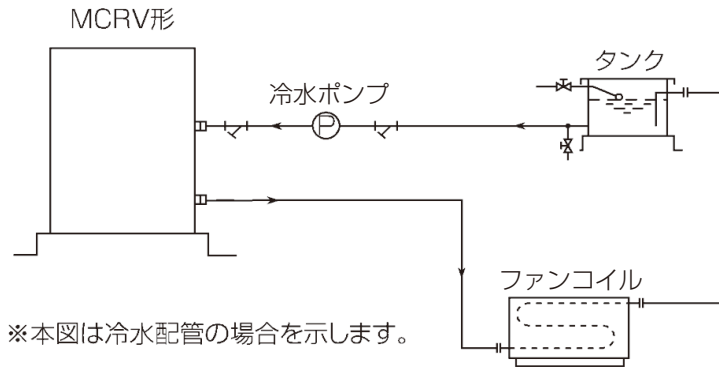 MCRV形
タンク
冷水ポンプ
P
ファンコイル
※本図は冷水配管の場合を示します。